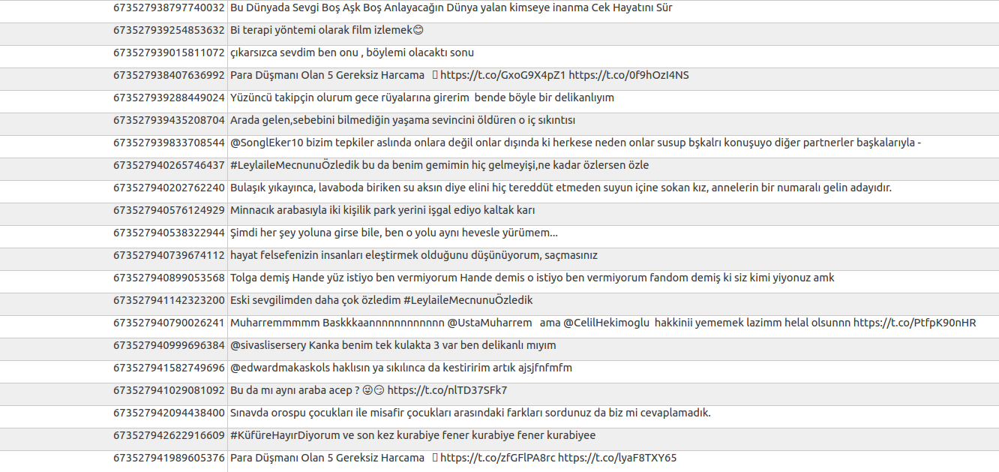 673527938797740032 Bu Dünyada Sevgi Boş Aşk Boş Anlayacağın Dünya yalan kimseye inanma Cek Hayatını Sür
673527939254853632 Bi terapi yöntemi olarak film izlemek😊
673527939015811072 çıkarsızca sevdim ben onu , böylemi olacaktı sonu
673527938407636992 Para Düşmanı Olan 5 Gereksiz Harcama https://t.co/GxoG9X4pZ1 https://t.co/0f9hOzI4NS
673527939288449024 Yüzüncü takipçin olurum gece rüyalarına girerim bende böyle bir delikanlıyım
673527939435208704 Arada gelen,sebebini bilmediğin yaşama sevincini öldüren o iç sıkıntısı
673527939833708544 @SonglEker10 bizim tepkiler aslında onlara değil onlar dışında ki herkese neden onlar susup bşkalrı konuşuyo diğer partnerler başkalarıyla -
673527940265746437 #LeylaileMecnunuÖzledik bu da benim gemimin hiç gelmeyişi,ne kadar özlersen özle
673527940202762240 Bulaşık yıkayınca, lavaboda biriken su aksın diye elini hiç tereddüt etmeden suyun içine sokan kız, annelerin bir numaralı gelin adayıdır.
673527940576124929 Minnacık arabasıyla iki kişilik park yerini işgal ediyo kaltak karı
673527940538322944 Şimdi her şey yoluna girse bile, ben o yolu aynı hevesle yürümem...
673527940739674112 hayat felsefenizin insanları eleştirmek olduğunu düşünüyorum, saçmasınız
673527940899053568 Tolga demiş Hande yüz istiyo ben vermiyorum Hande demis o istiyo ben vermiyorum fandom demiş ki siz kimi yiyonuz amk
673527941142323200 Eski sevgilimden daha çok özledim #LeylaileMecnunuÖzledik
673527940790026241 Muharremmmmm Baskkkaannnnnnnnnnn @UstaMuharrem ama @CelilHekimoglu hakkinii yememek lazimm helal olsunnn https://t.co/PtfpK90nHR
673527940999696384 @sivaslisersery Kanka benim tek kulakta 3 var ben delikanlı mıyım
673527941582749696 @edwardmakaskols haklısın ya sıkılınca da kestiririm artık ajsjfnfmfm
673527941029081092 Bu da mı aynı araba acep ? 😜😏 https://t.co/nlTD37SFk7
673527942094438400 Sınavda orospu çocukları ile misafir çocukları arasındaki farkları sordunuz da biz mi cevaplamadık.
673527942622916609 #KüfüreHayırDiyorum ve son kez kurabiye fener kurabiye fener kurabiyee
673527941989605376 Para Düşmanı Olan 5 Gereksiz Harcama https://t.co/zfGFlPA8rc https://t.co/lyaF8TXY65